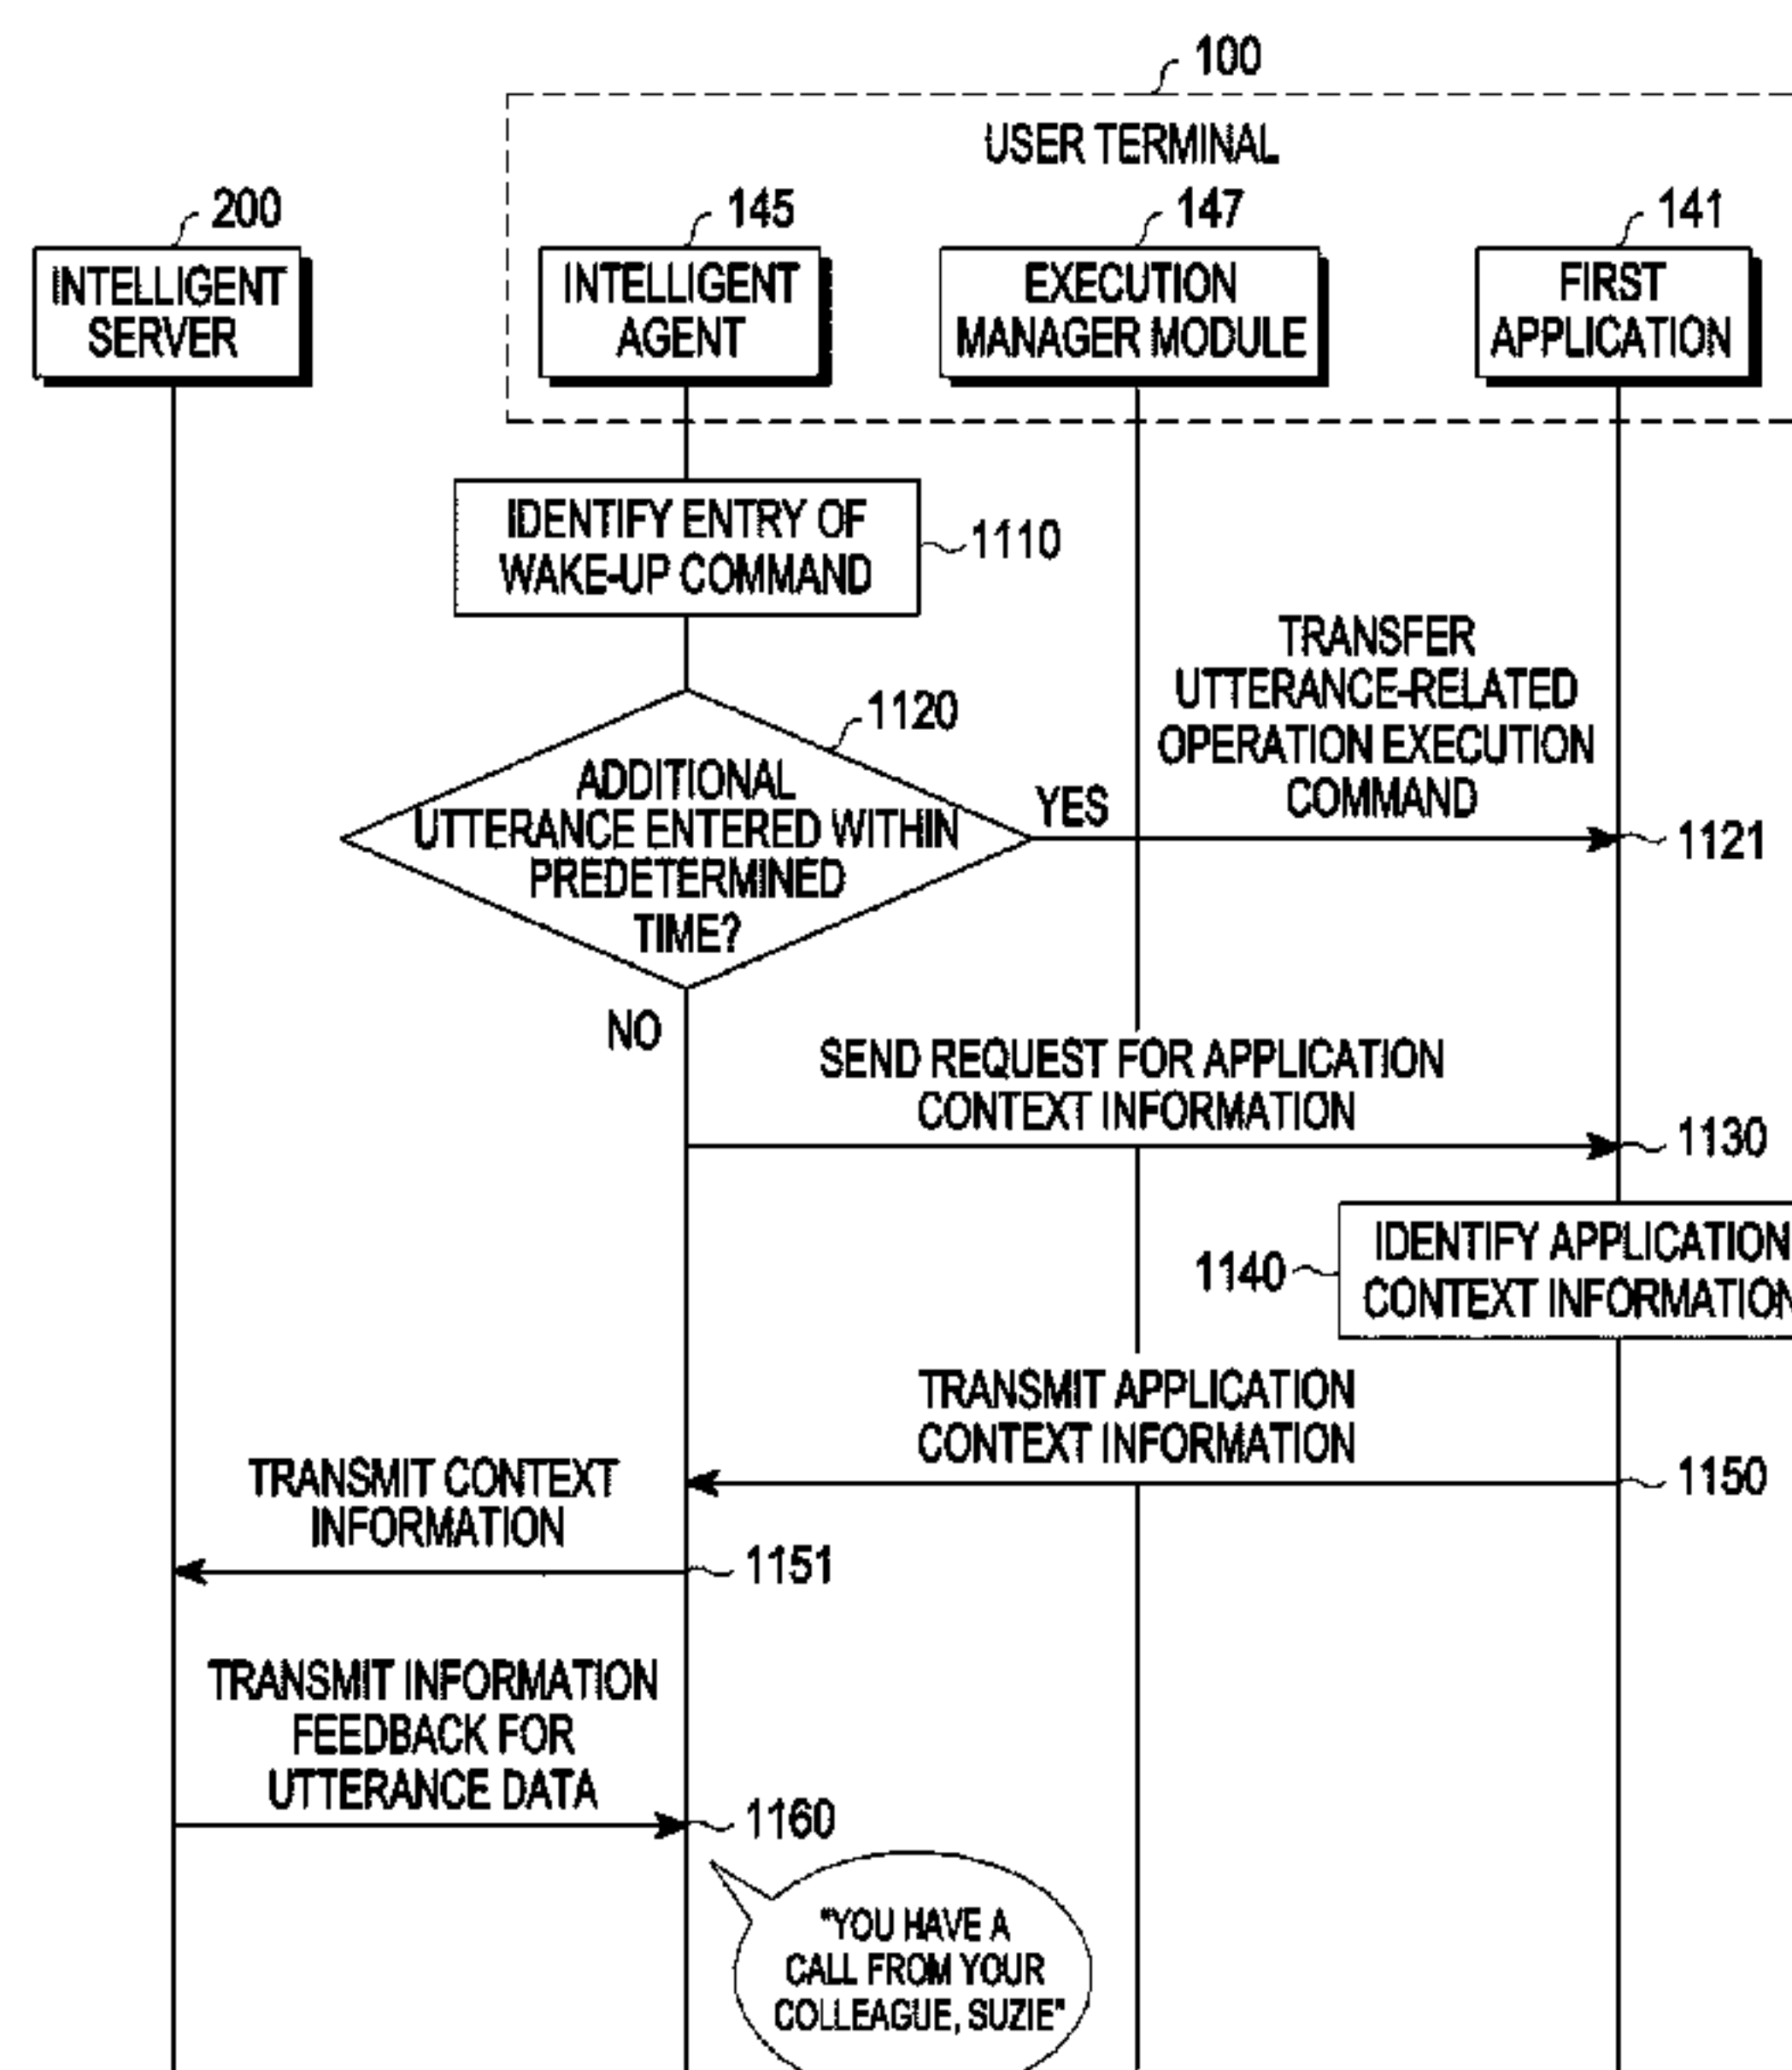 100
USER TERMINAL
200
145
147
141
INTELLIGENT
SERVER
INTELLIGENT
AGENT
EXECUTION
MANAGER MODULE
FIRST
APPLICATION
IDENTIFY ENTRY OF
WAKE-UP COMMAND
1110
TRANSFER
UTTERANCE-RELATED
OPERATION EXECUTION
COMMAND
1120
ADDITIONAL
UTTERANCE ENTERED WITHIN
PREDETERMINED
TIME?
YES
1121
NO
SEND REQUEST FOR APPLICATION
CONTEXT INFORMATION
1130
IDENTIFY APPLICATION
CONTEXT INFORMATION
1140
TRANSMIT APPLICATION
CONTEXT INFORMATION
1150
TRANSMIT CONTEXT
INFORMATION
1151
TRANSMIT INFORMATION
FEEDBACK FOR
UTTERANCE DATA
1160
"YOU HAVE A
CALL FROM YOUR
COLLEAGUE, SUZIE"